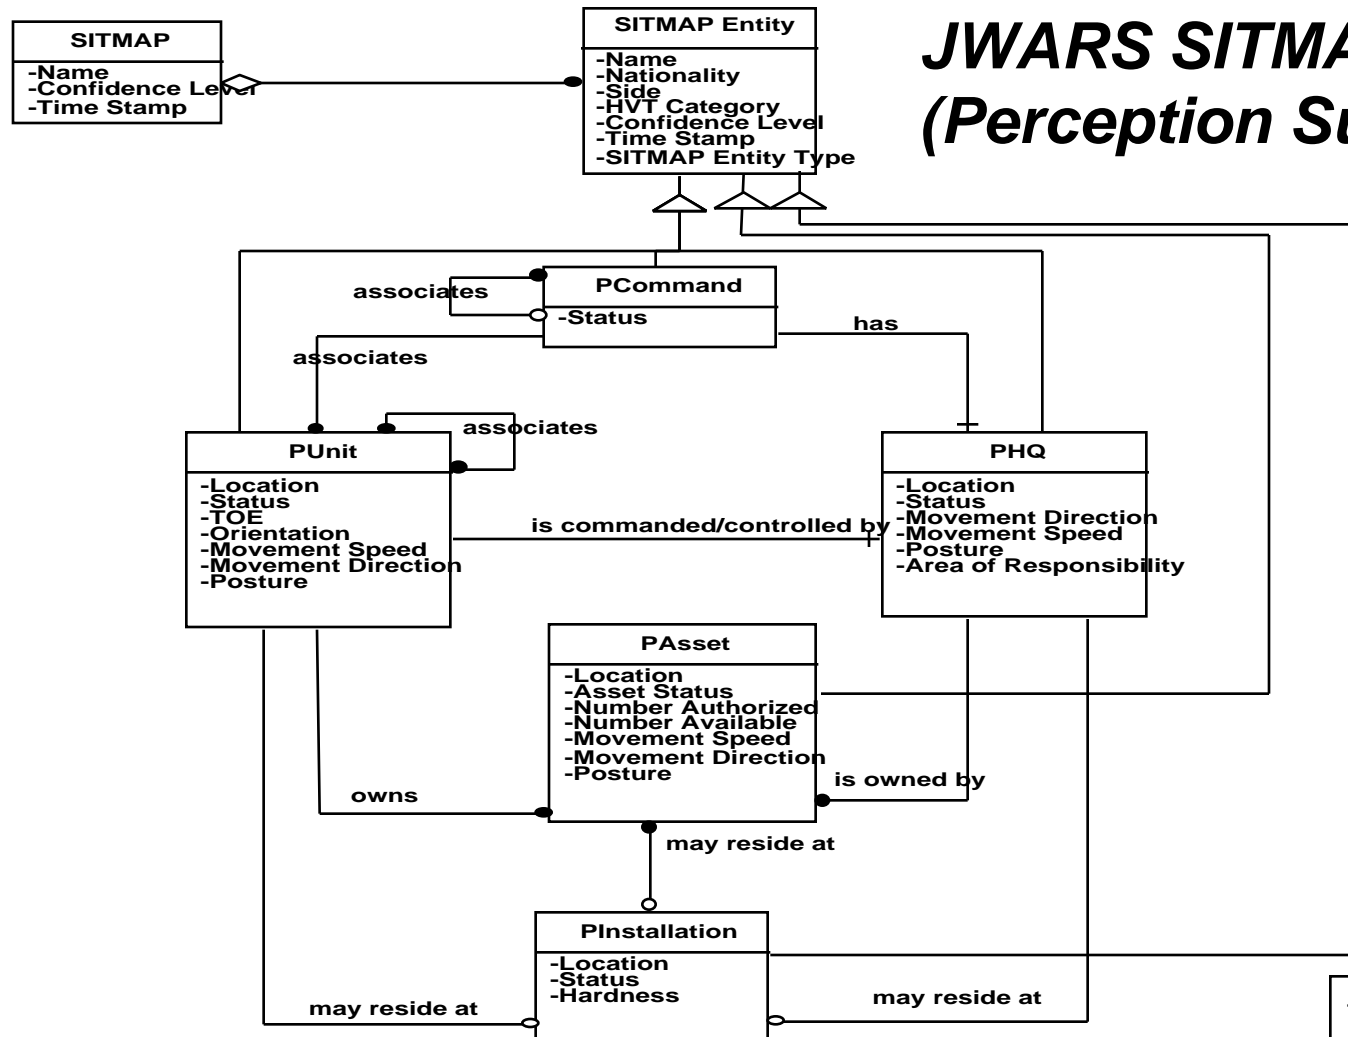 JWARS SITMA
(Perception Su
SITMAP
-Name
-Confidence Level
-Time Stamp
SITMAP Entity
-Name
-Nationality
-Side
-HVT Category
-Confidence Level
-Time Stamp
-SITMAP Entity Type
PCommand
-Status
associates
has
associates
associates
PUnit
-Location
-Status
-TOE
-Orientation
-Movement Speed
-Movement Direction
-Posture
is commanded/controlled by
PHQ
-Location
-Status
-Movement Direction
-Movement Speed
-Posture
-Area of Responsibility
PAsset
-Location
-Asset Status
-Number Authorized
-Number Available
-Movement Speed
-Movement Direction
-Posture
is owned by
owns
may reside at
PInstallation
-Location
-Status
-Hardness
may reside at
may reside at